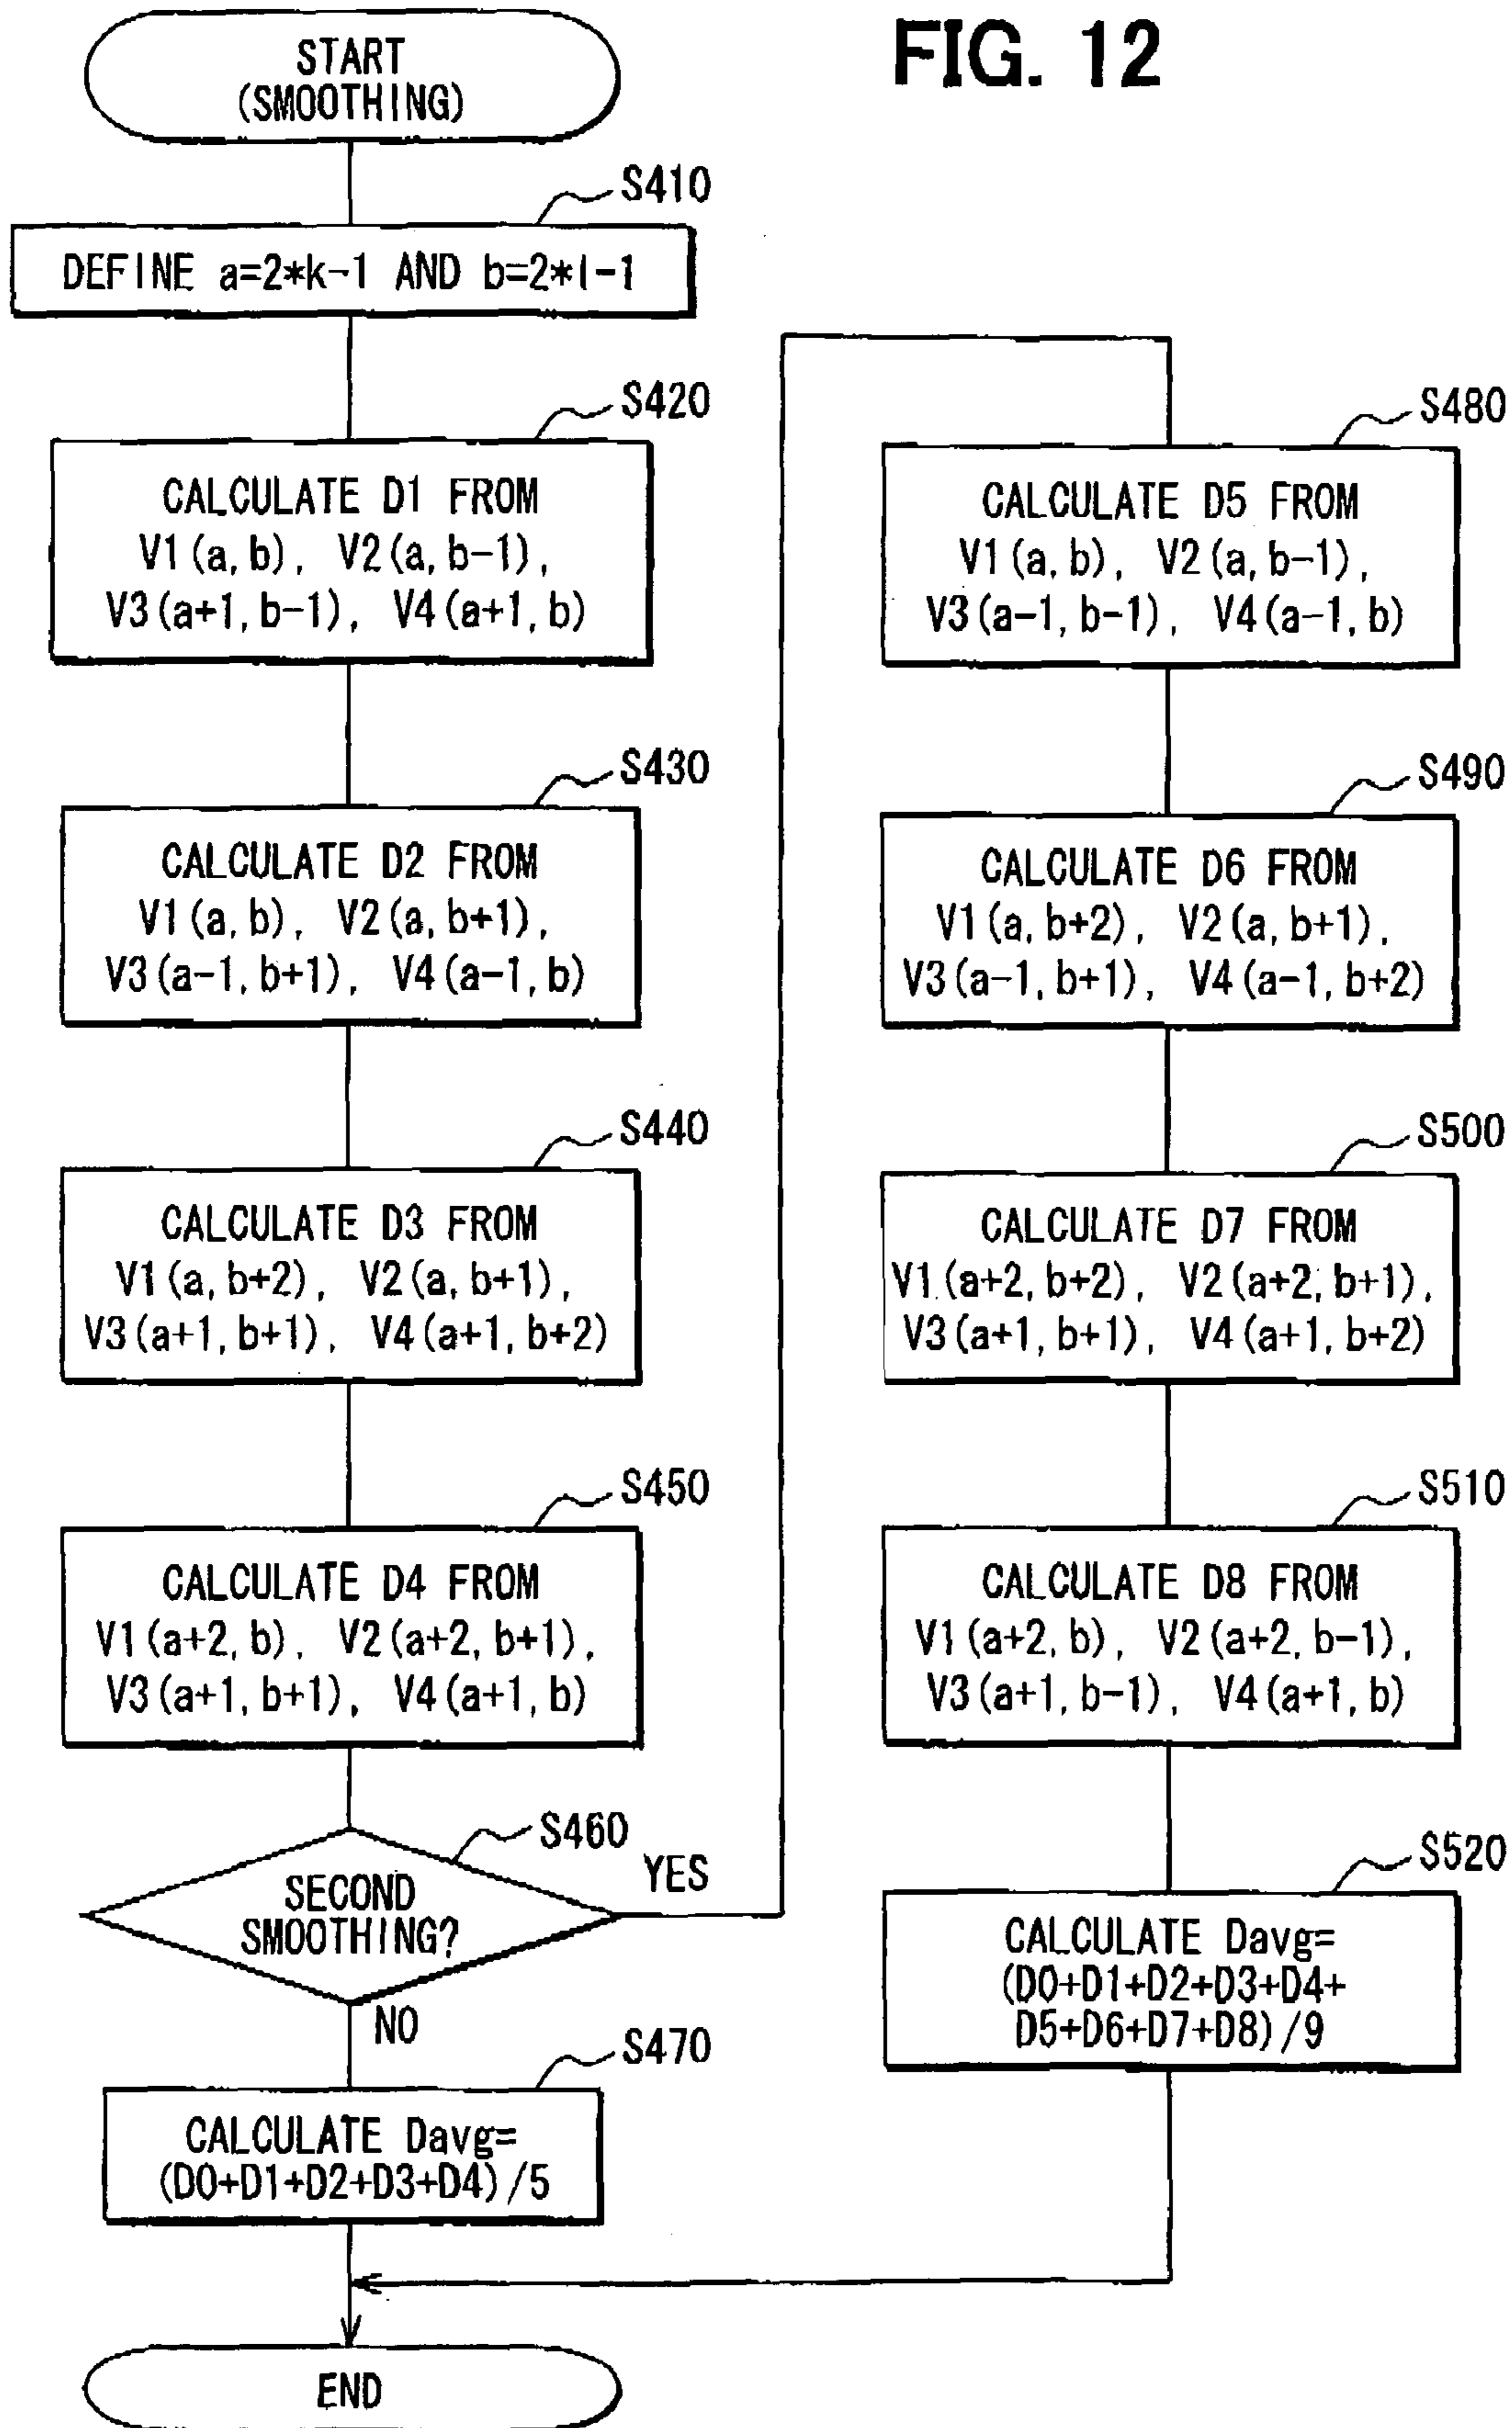 FIG. 12
START
(SMOOTHING)
S410
DEFINE a=2*k-1 AND b=2*l-1
S420
CALCULATE D1 FROM
V1(a, b), V2(a, b-1),
V3(a+1, b-1), V4(a+1, b)
S430
CALCULATE D2 FROM
V1(a, b), V2(a, b+1),
V3(a-1, b+1), V4(a-1, b)
S440
CALCULATE D3 FROM
V1(a, b+2), V2(a, b+1),
V3(a+1, b+1), V4(a+1, b+2)
S450
CALCULATE D4 FROM
V1(a+2, b), V2(a+2, b+1),
V3(a+1, b+1), V4(a+1, b)
S460
SECOND
SMOOTHING?
YES
NO
S470
CALCULATE Davg=
(D0+D1+D2+D3+D4)/5
S480
CALCULATE D5 FROM
V1(a, b), V2(a, b-1),
V3(a-1, b-1), V4(a-1, b)
S490
CALCULATE D6 FROM
V1(a, b+2), V2(a, b+1),
V3(a-1, b+1), V4(a-1, b+2)
S500
CALCULATE D7 FROM
V1(a+2, b+2), V2(a+2, b+1),
V3(a+1, b+1), V4(a+1, b+2)
S510
CALCULATE D8 FROM
V1(a+2, b), V2(a+2, b-1),
V3(a+1, b-1), V4(a+1, b)
S520
CALCULATE Davg=
(D0+D1+D2+D3+D4+
D5+D6+D7+D8)/9
END